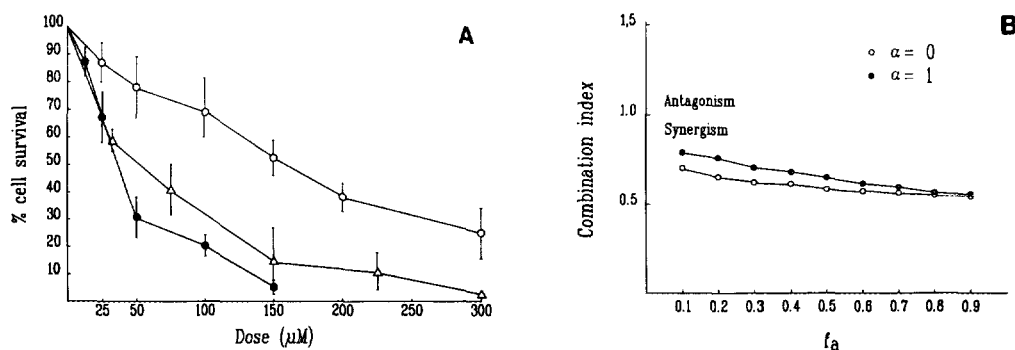 A
% cell survival
100
90
80
70
60
50
40
30
20
10
25
50
100
150
200
250
300
Dose (µM)
B
Combination index
1,5
1.0
0.5
α = 0
α = 1
Antagonism
Synergism
0.1
0.2
0.3
0.4
0.5
0.6
0.7
0.8
0.9
fa